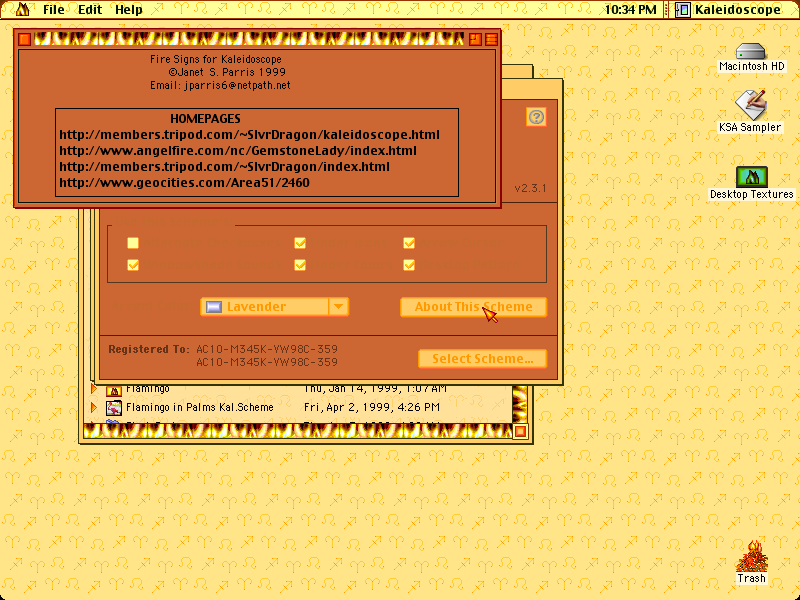 File Edit Help 10:34 PM Kaleidoscope
Fire Signs for Kaleidoscope
©Janet S. Parris 1999
Email: jparris6@netpath.net
HOMEPAGES
http://members.tripod.com/~SlvrDragon/kaleidoscope.html
http://www.angelfire.com/nc/GemstoneLady/index.html
http://members.tripod.com/~SlvrDragon/index.html
http://www.geocities.com/Area51/2460
v2.3.1
Lavender
About This Scheme
Registered To: AC10-M345K-YW98C-359
AC10-M345K-YW98C-359
Select Scheme...
Flamingo Thu, Jan 14, 1999, 1:07 AM
Flamingo in Palms Kal.Scheme Fri, Apr 2, 1999, 4:26 PM
Macintosh HD
KSA Sampler
Desktop Textures
Trash